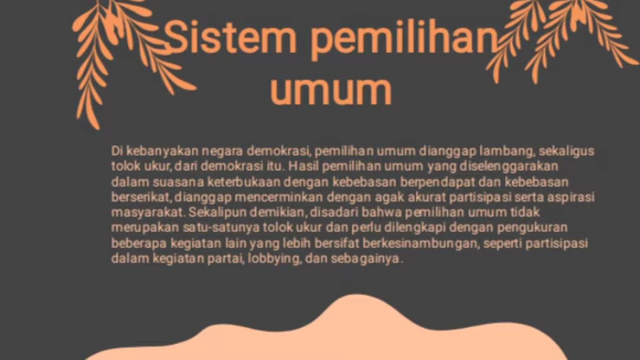 Sistem pemilihan
umum
Di kebanyakan negara demokrasi, pemilihan umum dianggap lambang, sekaligus
tolok ukur, dari demokrasi itu. Hasil pemilihan umum yang diselenggarakan
dalam suasana keterbukaan dengan kebebasan berpendapat dan kebebasan
berserikat, dianggap mencerminkan dengan agak akurat partisipasi serta aspirasi
masyarakat. Sekalipun demikian, disadari bahwa pemilihan umum tidak
merupakan satu-satunya tolok ukur dan perlu dilengkapi dengan pengukuran
beberapa kegiatan lain yang lebih bersifat berkesinambungan, seperti partisipasi
dalam kegiatan partai, lobbying, dan sebagainya.